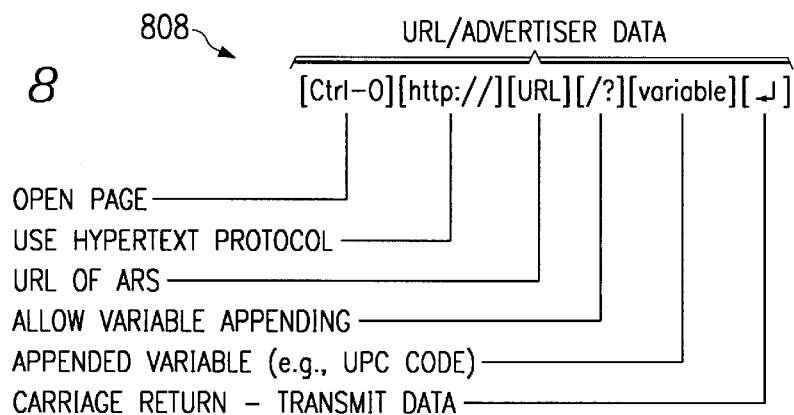 808
URL/ADVERTISER DATA
8
[Ctrl-O][http://][URL][/?][variable][↵]
OPEN PAGE
USE HYPERTEXT PROTOCOL
URL OF ARS
ALLOW VARIABLE APPENDING
APPENDED VARIABLE (e.g., UPC CODE)
CARRIAGE RETURN – TRANSMIT DATA